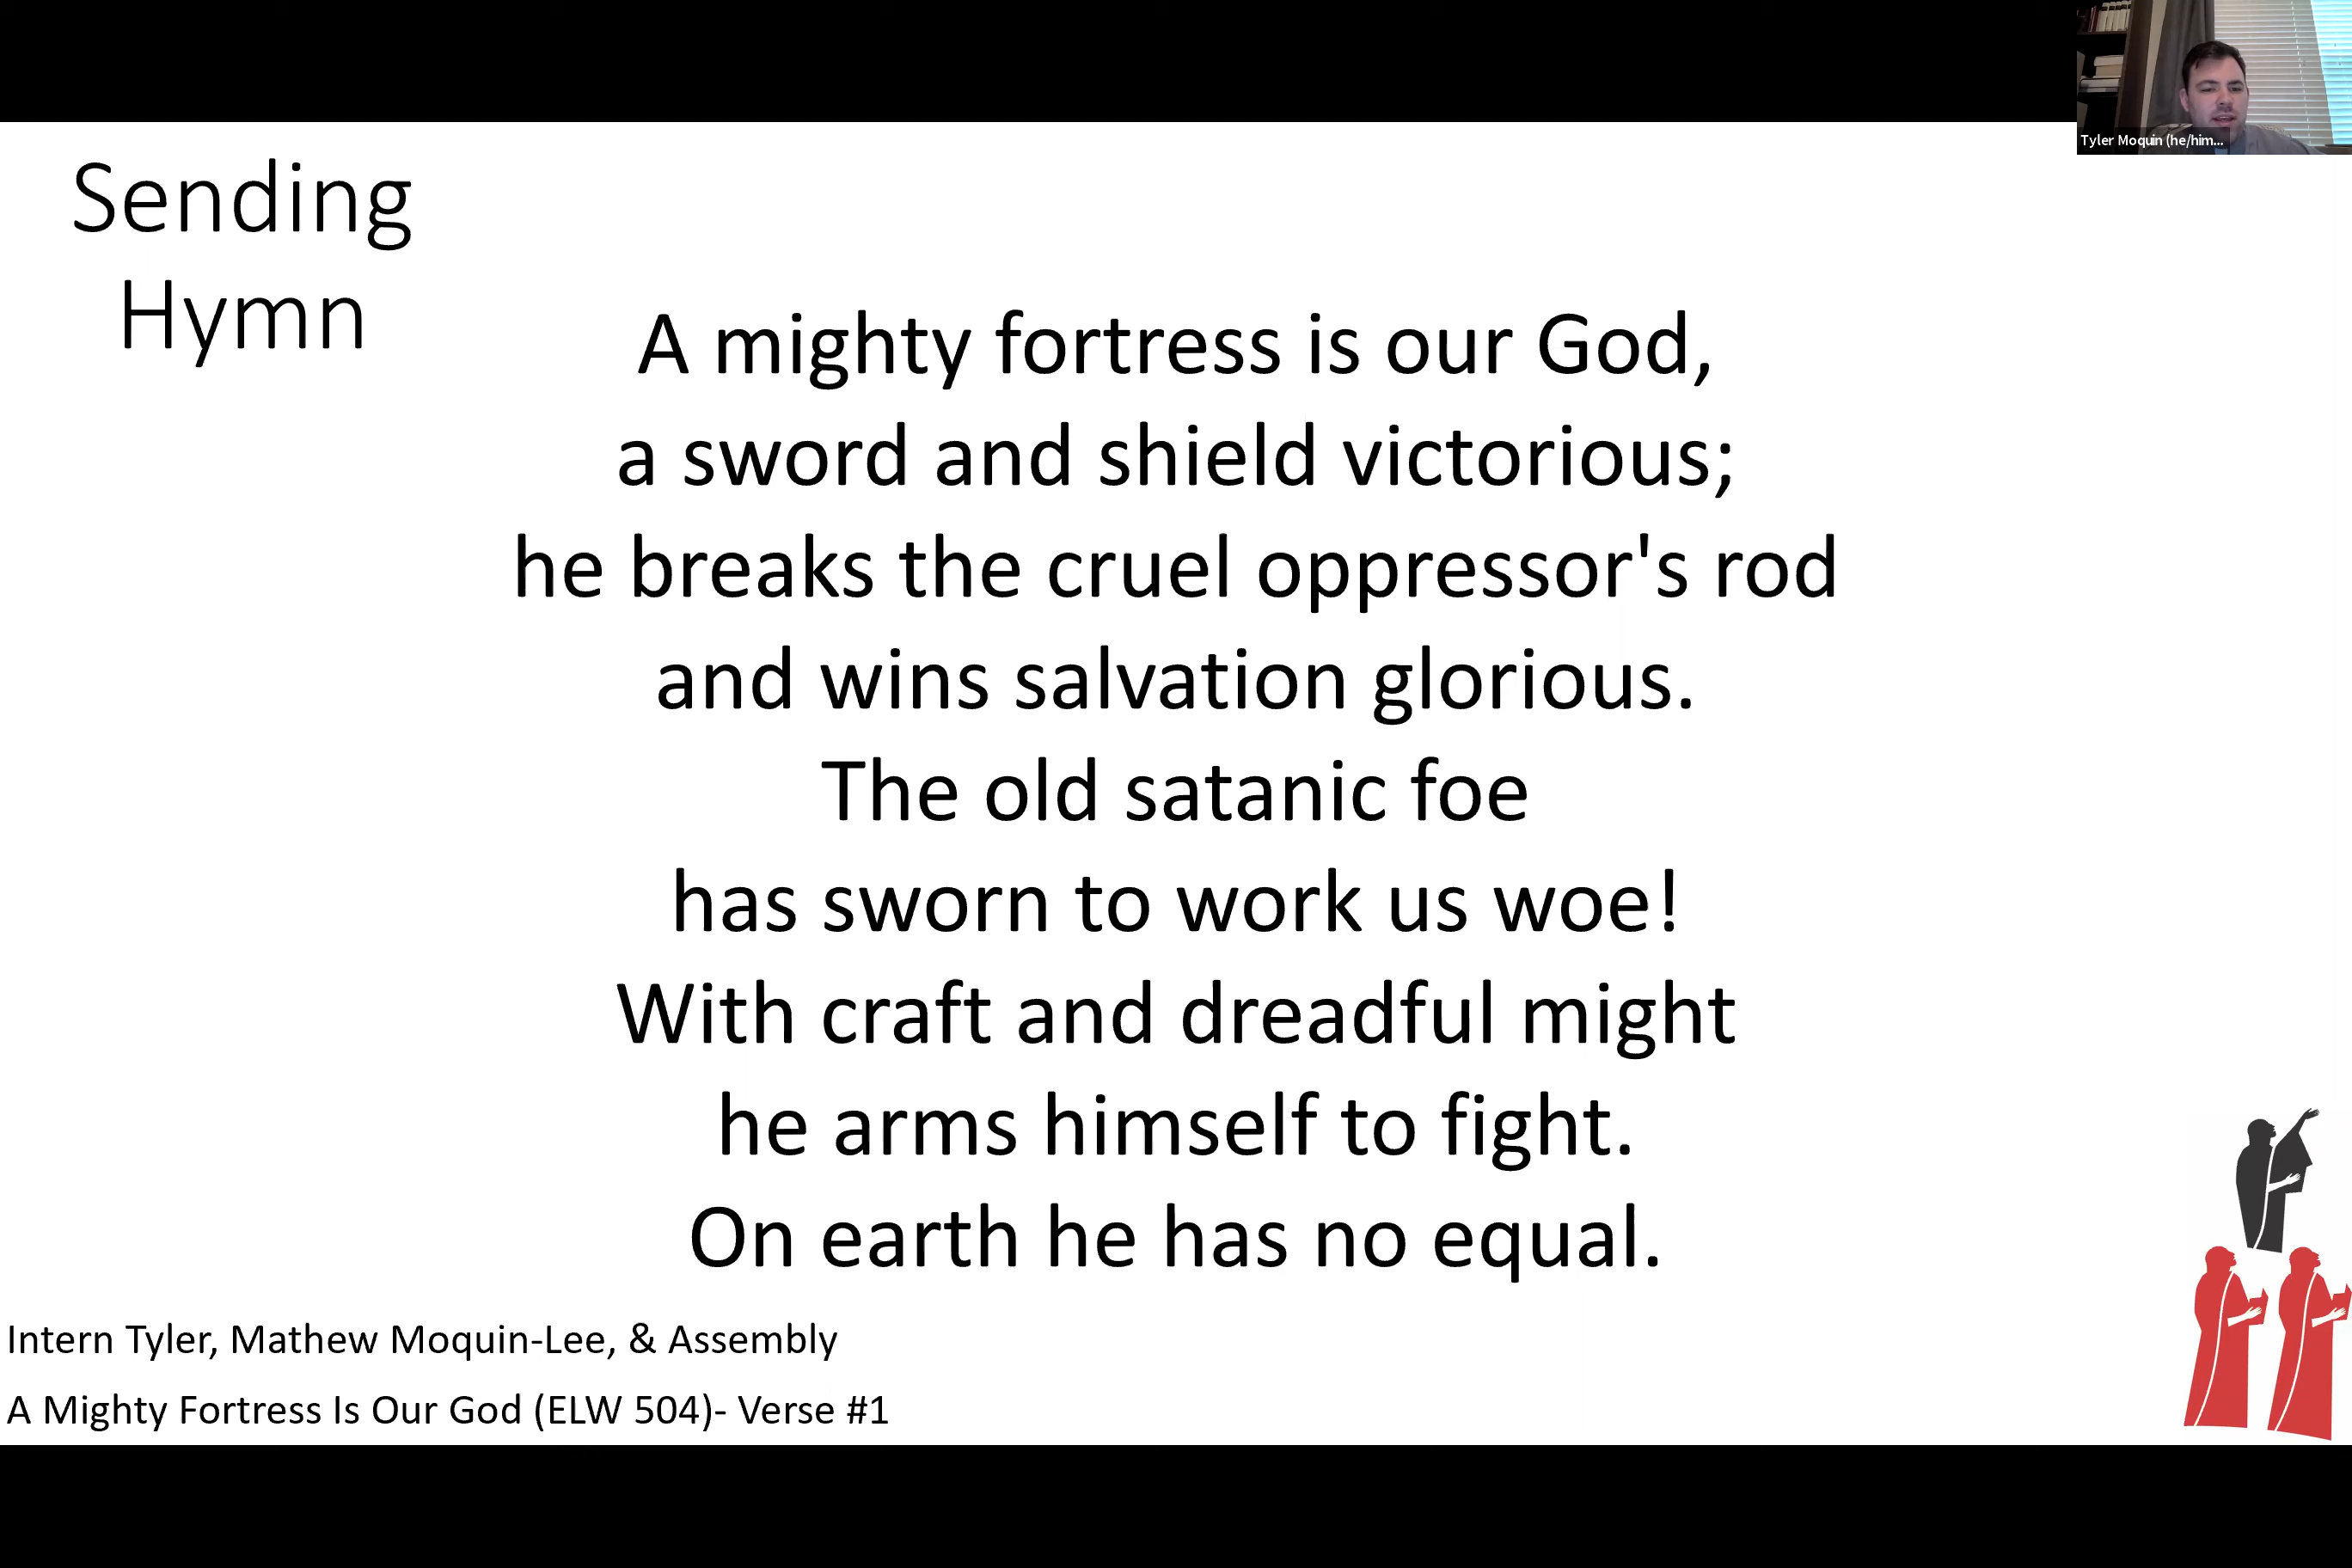 Tyler Moquin (he/him...
Sending
Hymn
A mighty fortress is our God,
a sword and shield victorious;
he breaks the cruel oppressor's rod
and wins salvation glorious.
The old satanic foe
has sworn to work us woe!
With craft and dreadful might
he arms himself to fight.
On earth he has no equal.
Intern Tyler, Mathew Moquin-Lee, & Assembly
A Mighty Fortress Is Our God (ELW 504)- Verse #1